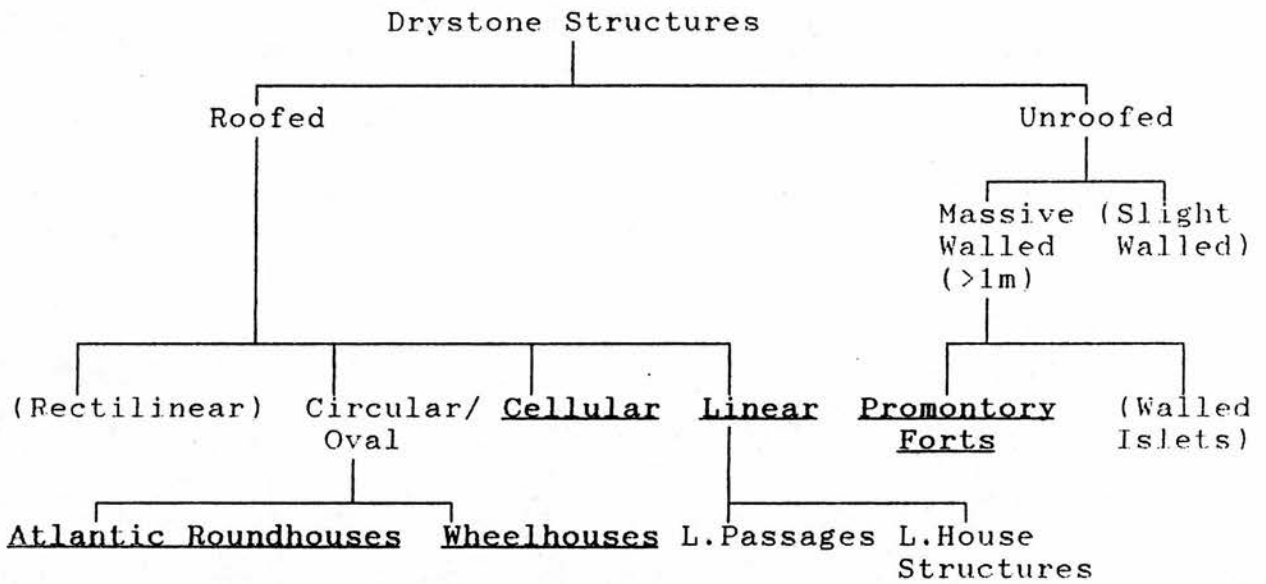 Drystone Structures
Roofed Unroofed
Massive (Slight
Walled Walled)
(>1m)
(Rectilinear) Circular/ Cellular Linear Promontory (Walled
Oval Forts Islets)
Atlantic Roundhouses Wheelhouses L.Passages L.House
Structures